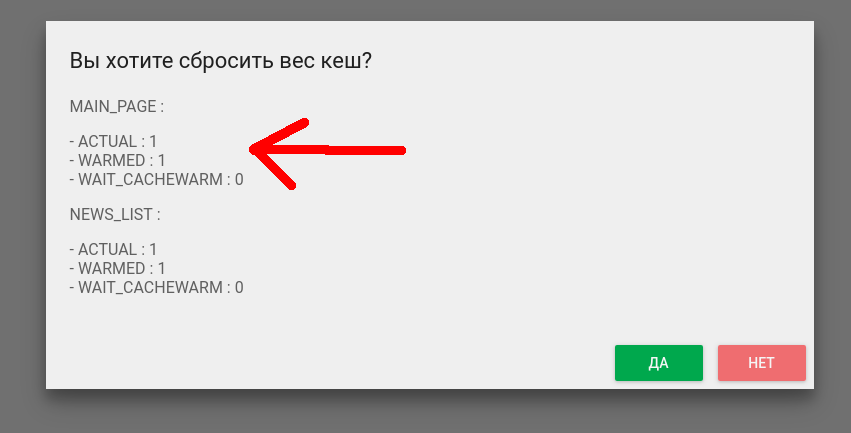 Вы хотите сбросить вес кеш?
MAIN_PAGE :
- ACTUAL : 1
- WARMED : 1
- WAIT_CACHEWARM : 0
NEWS_LIST :
- ACTUAL : 1
- WARMED : 1
- WAIT_CACHEWARM : 0
ДА
НЕТ